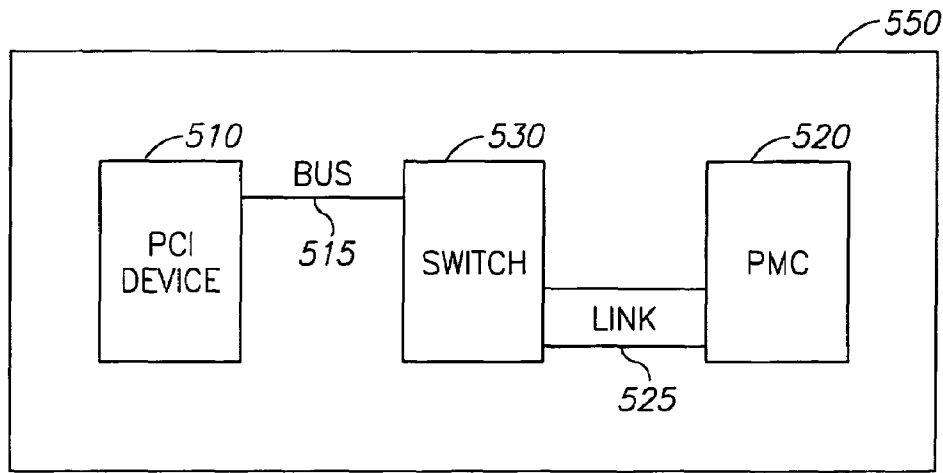 550
510
530
520
BUS
515
PCI
DEVICE
SWITCH
PMC
LINK
525